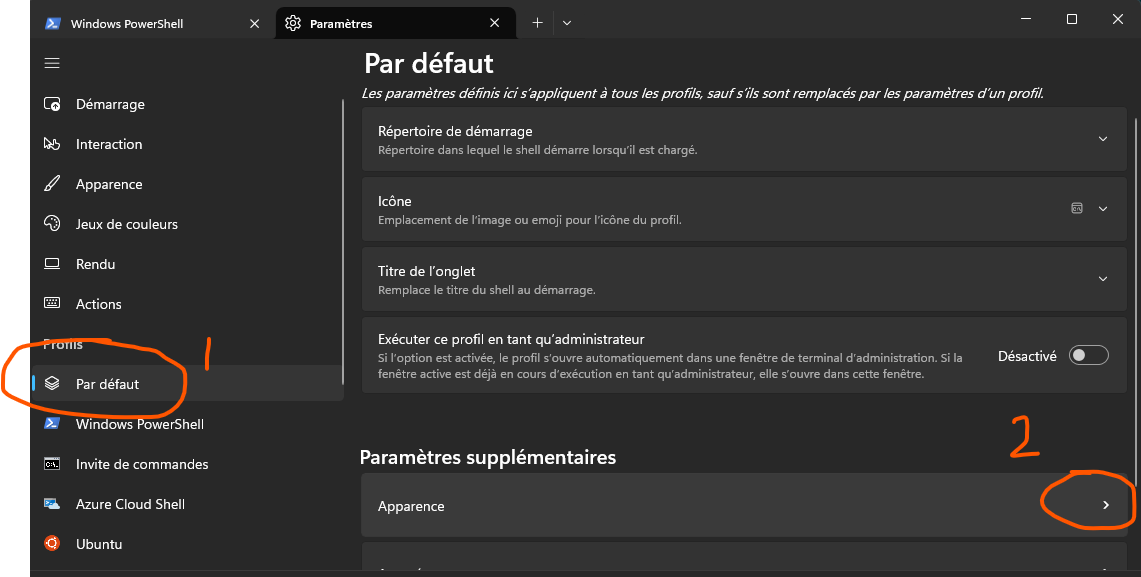 Windows PowerShell
Paramètres
Par défaut
Les paramètres définis ici s'appliquent à tous les profils, sauf s'ils sont remplacés par les paramètres d'un profil.
Démarrage
Interaction
Apparence
Jeux de couleurs
Rendu
Actions
Profils
1
Par défaut
Windows PowerShell
Invite de commandes
Azure Cloud Shell
Ubuntu
Répertoire de démarrage
Répertoire dans lequel le shell démarre lorsqu'il est chargé.
Icône
Emplacement de l'image ou emoji pour l'icône du profil.
Titre de l'onglet
Remplace le titre du shell au démarrage.
Exécuter ce profil en tant qu'administrateur
Si l'option est activée, le profil s'ouvre automatiquement dans une fenêtre de terminal d'administration. Si la
fenêtre active est déjà en cours d'exécution en tant qu'administrateur, elle s'ouvre dans cette fenêtre.
Désactivé
2
Paramètres supplémentaires
Apparence